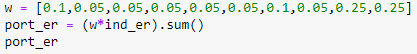 w = [0.1,0.05,0.05,0.05,0.05,0.05,0.1,0.05,0.25,0.25]
port_er = (w*ind_er).sum()
port_er